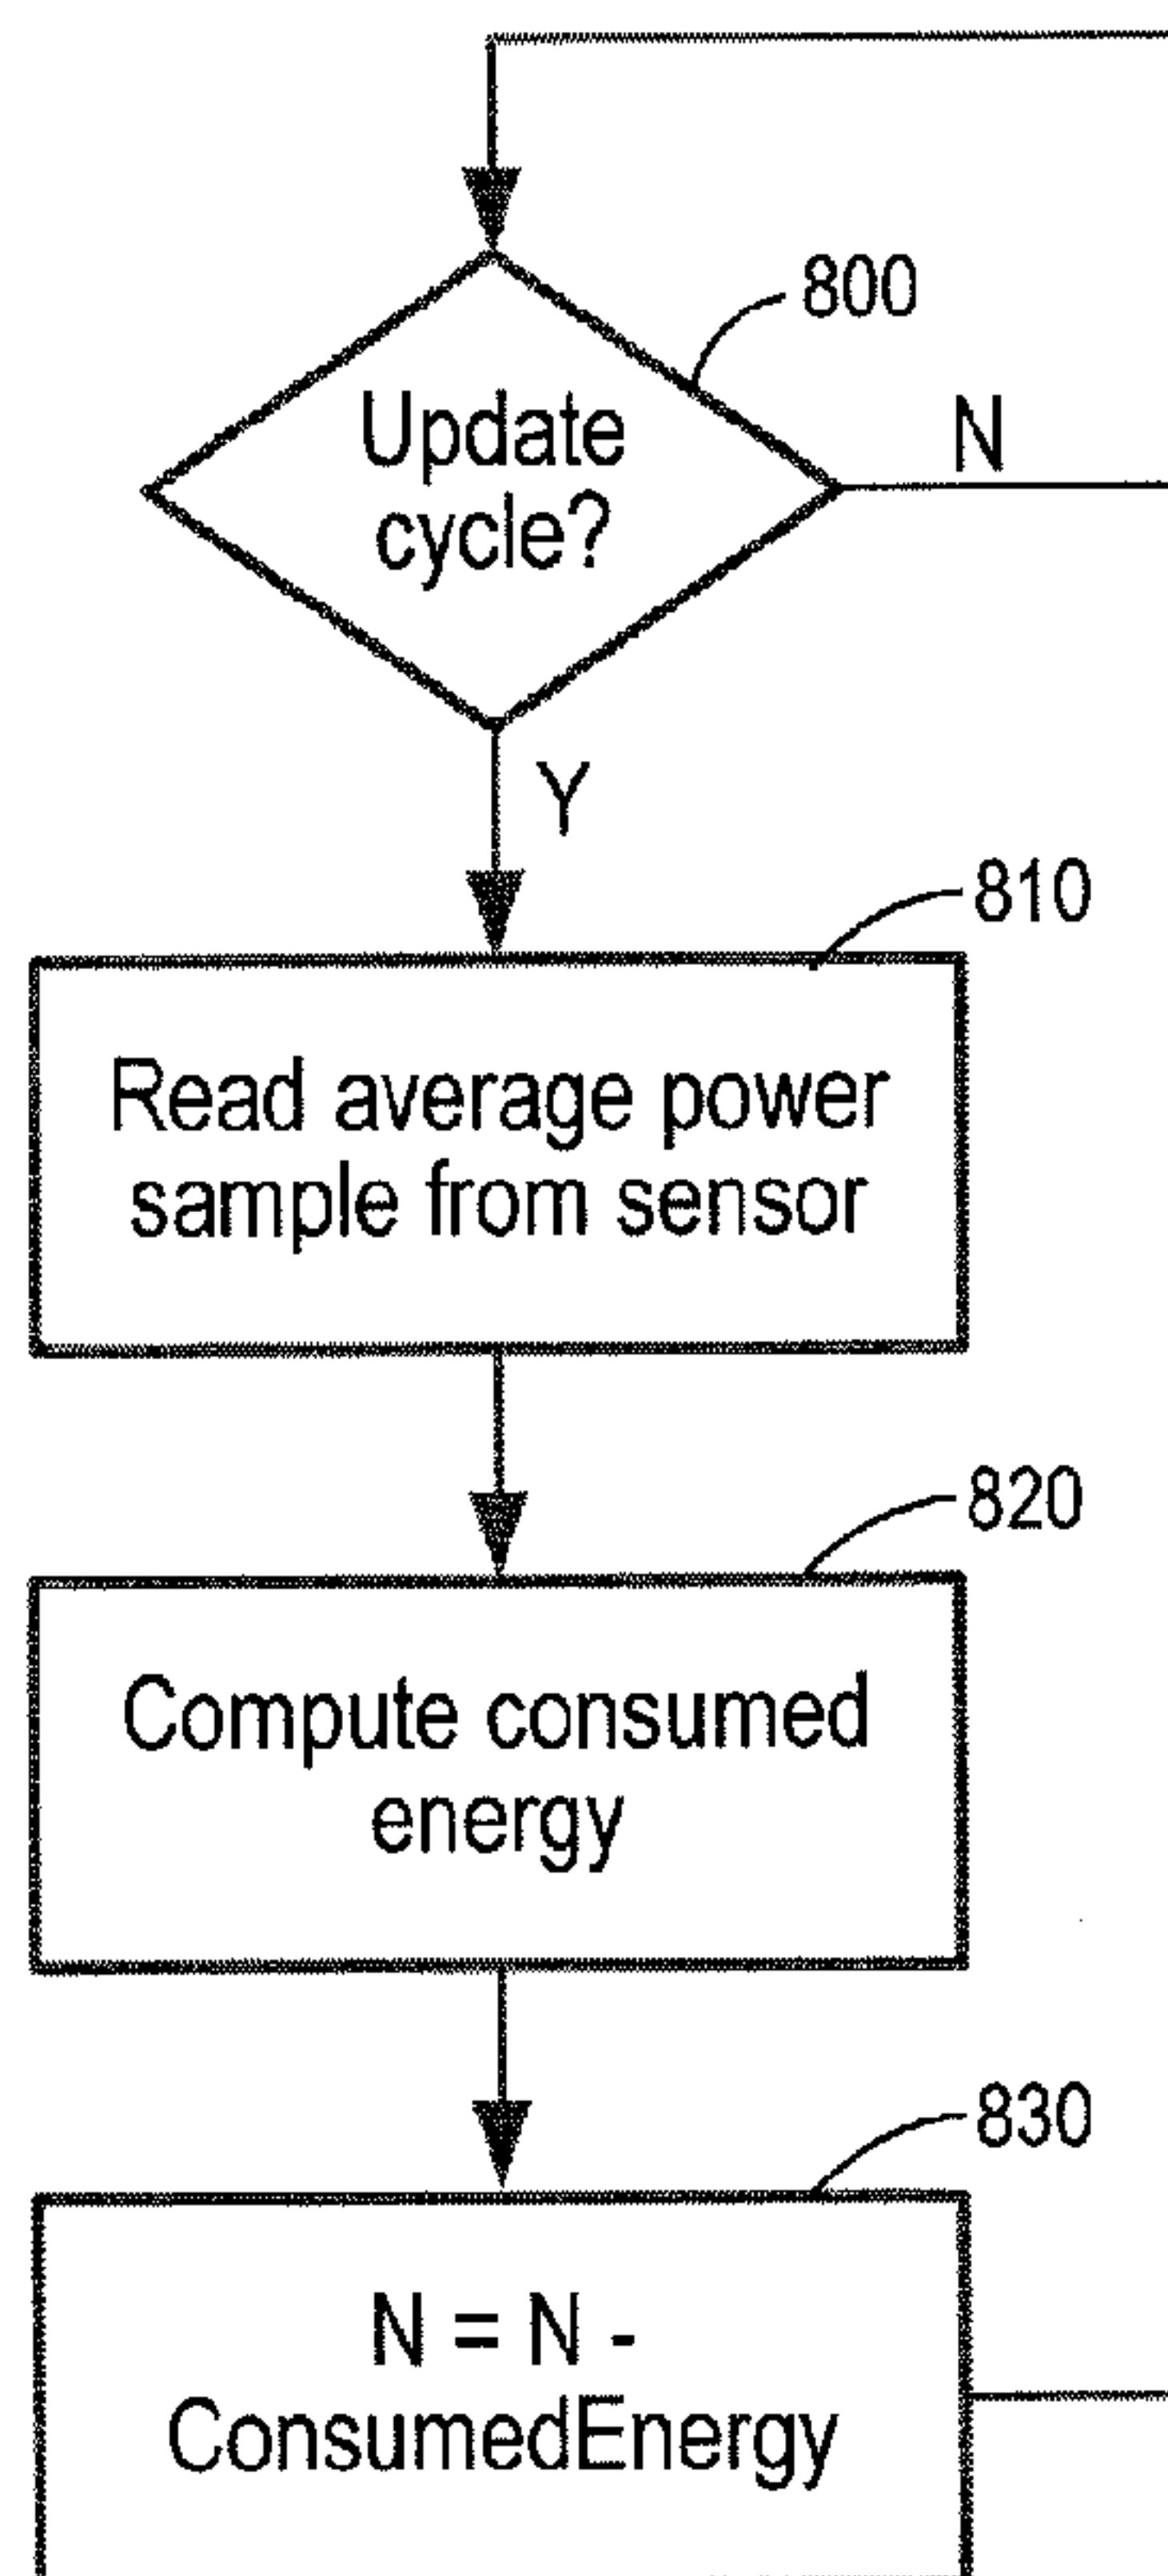 800
Update
cycle?
N
Y
810
Read average power
sample from sensor
820
Compute consumed
energy
830
N = N -
ConsumedEnergy